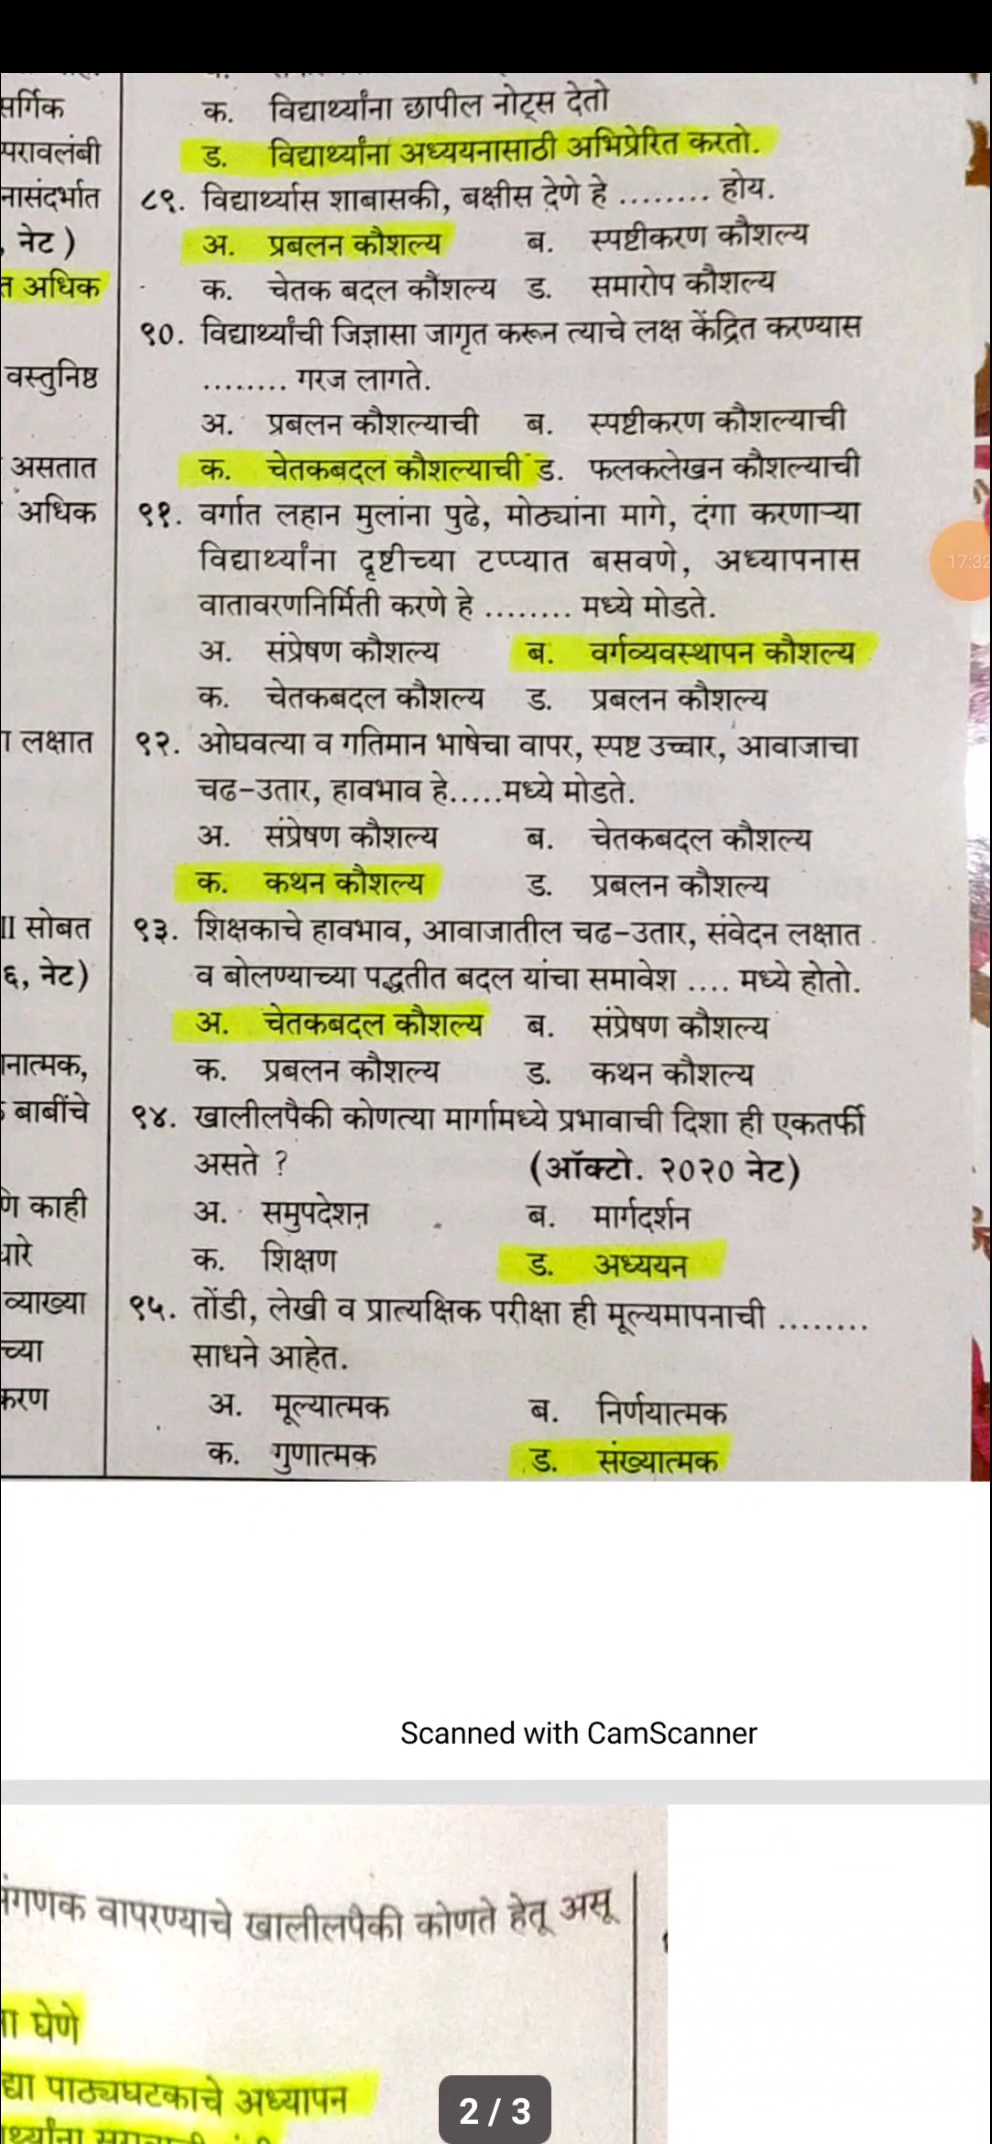 सर्गिक
परावलंबी
नासंदर्भात
, नेट )
त अधिक
वस्तुनिष्ठ
असतात
अधिक
ा लक्षात
II सोबत
६, नेट)
नात्मक,
बाबींचे
णे काही
धारे
व्याख्या
च्या
करण
क. विद्यार्थ्यांना छापील नोट्स देतो
ड. विद्यार्थ्यांना अध्ययनासाठी अभिप्रेरित करतो.
८९. विद्यार्थ्यास शाबासकी, बक्षीस देणे हे ........ होय.
अ. प्रबलन कौशल्य ब. स्पष्टीकरण कौशल्य
क. चेतक बदल कौशल्य ड. समारोप कौशल्य
९०. विद्यार्थ्यांची जिज्ञासा जागृत करून त्याचे लक्ष केंद्रित करण्यास
........ गरज लागते.
अ. प्रबलन कौशल्याची ब. स्पष्टीकरण कौशल्याची
क. चेतकबदल कौशल्याची ड. फलकलेखन कौशल्याची
९१. वर्गात लहान मुलांना पुढे, मोठ्यांना मागे, दंगा करणाऱ्या
विद्यार्थ्यांना दृष्टीच्या टप्प्यात बसवणे, अध्यापनास
वातावरणनिर्मिती करणे हे ........ मध्ये मोडते.
अ. संप्रेषण कौशल्य ब. वर्गव्यवस्थापन कौशल्य
क. चेतकबदल कौशल्य ड. प्रबलन कौशल्य
९२. ओघवत्या व गतिमान भाषेचा वापर, स्पष्ट उच्चार, आवाजाचा
चढ-उतार, हावभाव हे.....मध्ये मोडते.
अ. संप्रेषण कौशल्य ब. चेतकबदल कौशल्य
क. कथन कौशल्य ड. प्रबलन कौशल्य
९३. शिक्षकाचे हावभाव, आवाजातील चढ-उतार, संवेदन लक्षात
व बोलण्याच्या पद्धतीत बदल यांचा समावेश .... मध्ये होतो.
अ. चेतकबदल कौशल्य ब. संप्रेषण कौशल्य
क. प्रबलन कौशल्य ड. कथन कौशल्य
९४. खालीलपैकी कोणत्या मार्गामध्ये प्रभावाची दिशा ही एकतर्फी
असते ? (ऑक्टो. २०२० नेट)
अ. समुपदेशन ब. मार्गदर्शन
क. शिक्षण ड. अध्ययन
९५. तोंडी, लेखी व प्रात्यक्षिक परीक्षा ही मूल्यमापनाची ........
साधने आहेत.
अ. मूल्यात्मक ब. निर्णयात्मक
क. गुणात्मक ड. संख्यात्मक
17:32
Scanned with CamScanner
संगणक वापरण्याचे खालीलपैकी कोणते हेतू असू
ा घेणे
द्या पाठ्यघटकाचे अध्यापन
2 / 3